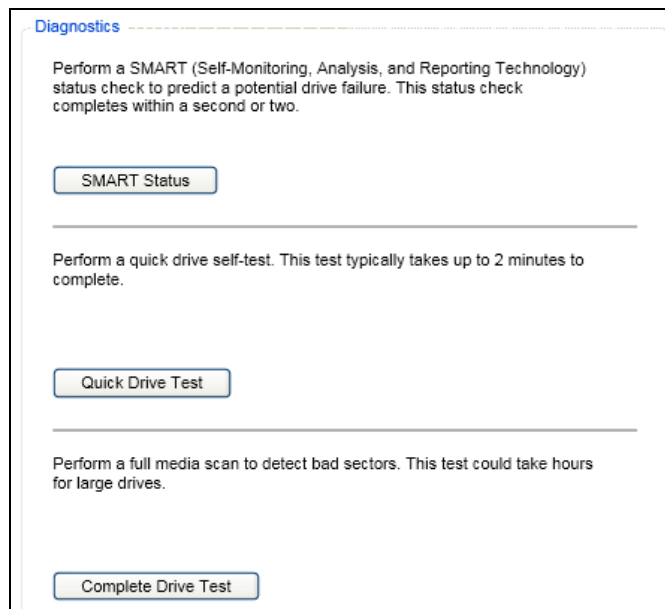 Diagnostics
Perform a SMART (Self-Monitoring, Analysis, and Reporting Technology)
status check to predict a potential drive failure. This status check
completes within a second or two.
SMART Status
Perform a quick drive self-test. This test typically takes up to 2 minutes to
complete.
Quick Drive Test
Perform a full media scan to detect bad sectors. This test could take hours
for large drives.
Complete Drive Test